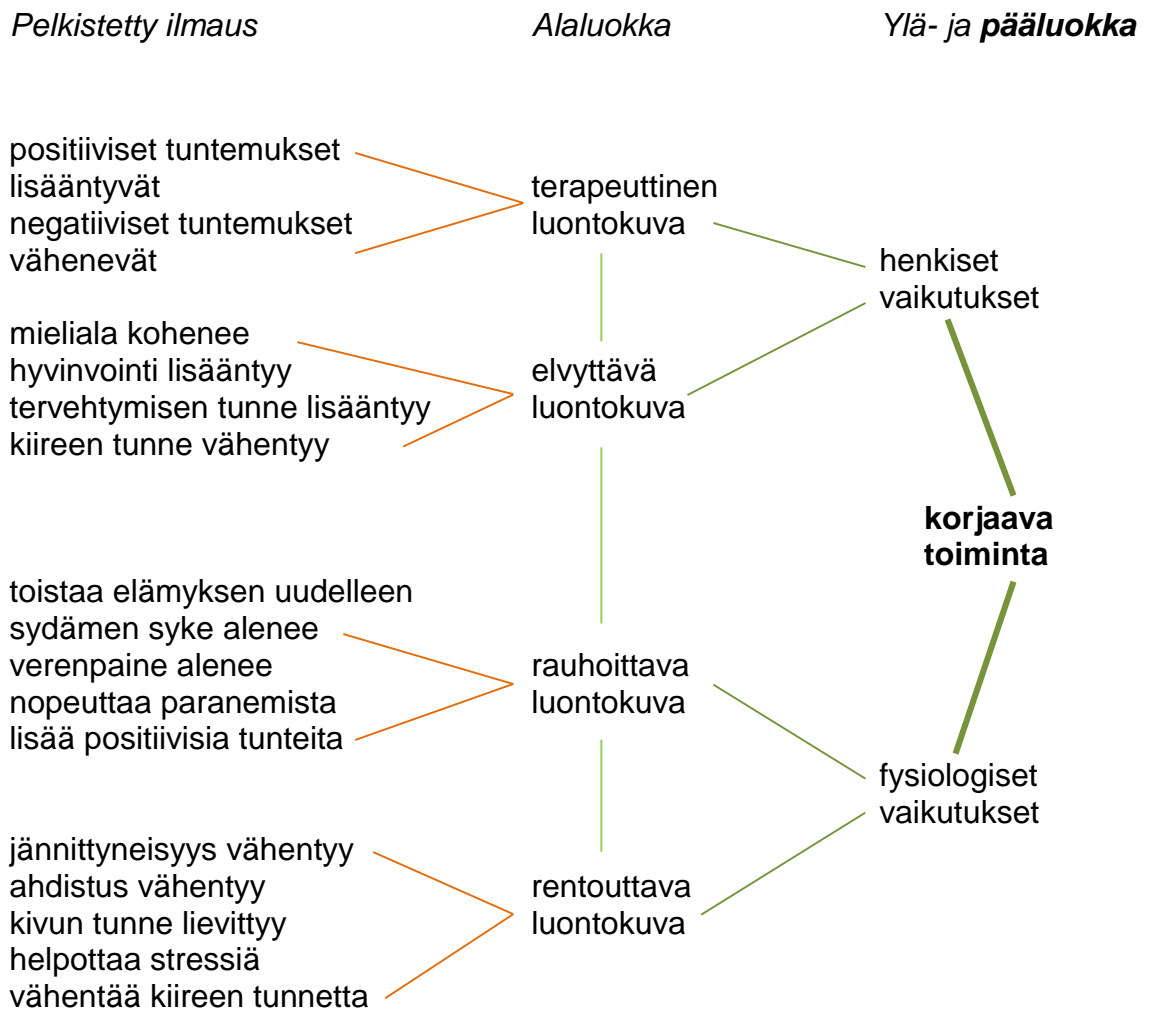 Pelkistetty ilmaus
Alaluokka
Ylä- ja pääluokka
positiiviset tuntemukset
lisääntyvät
negatiiviset tuntemukset
vähenevät
terapeuttinen
luontokuva
henkiset
vaikutukset
mieliala kohenee
hyvinvointi lisääntyy
tervehtymisen tunne lisääntyy
kiireen tunne vähentyy
elvyttävä
luontokuva
korjaava
toiminta
toistaa elämyksen uudelleen
sydämen syke alenee
verenpaine alenee
nopeuttaa paranemista
lisää positiivisia tunteita
rauhoittava
luontokuva
fysiologiset
vaikutukset
jännittyneisyys vähentyy
ahdistus vähentyy
kivun tunne lievittyy
helpottaa stressiä
vähentää kiireen tunnetta
rentouttava
luontokuva